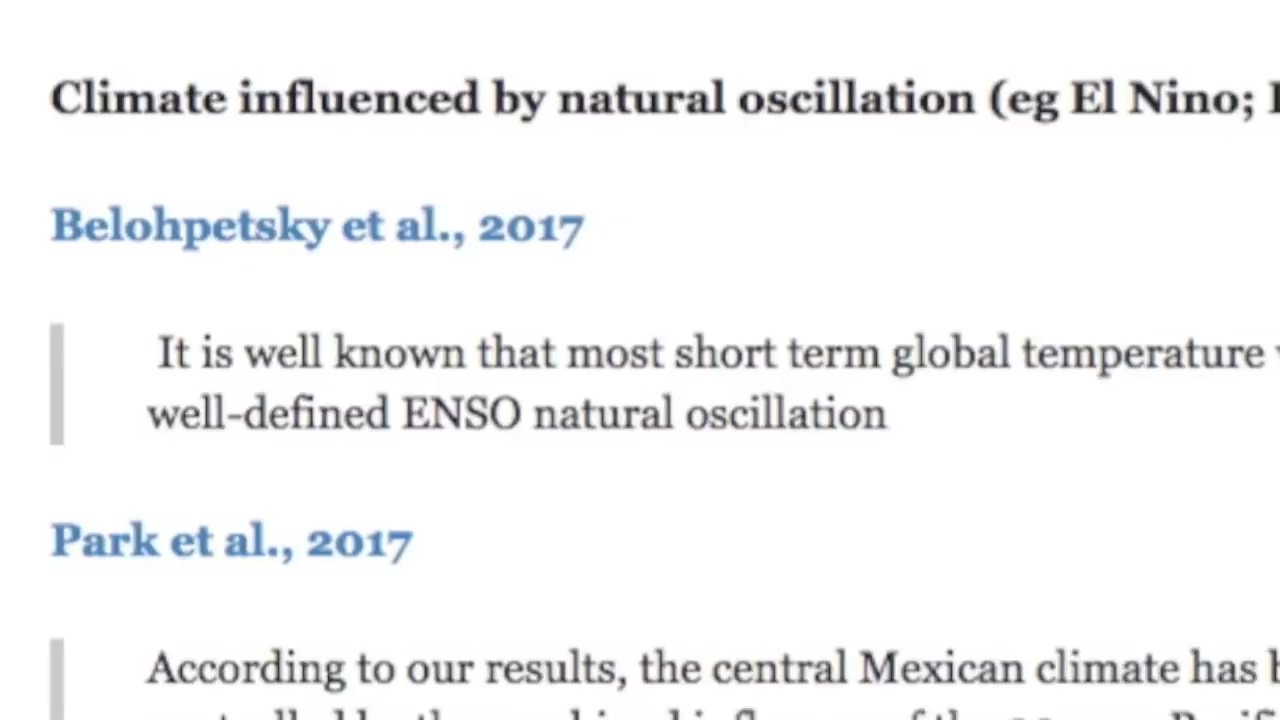 Climate influenced by natural oscillation (eg El Nino;
Belohpetsky et al., 2017
It is well known that most short term global temperature
well-defined ENSO natural oscillation
Park et al., 2017
According to our results, the central Mexican climate has